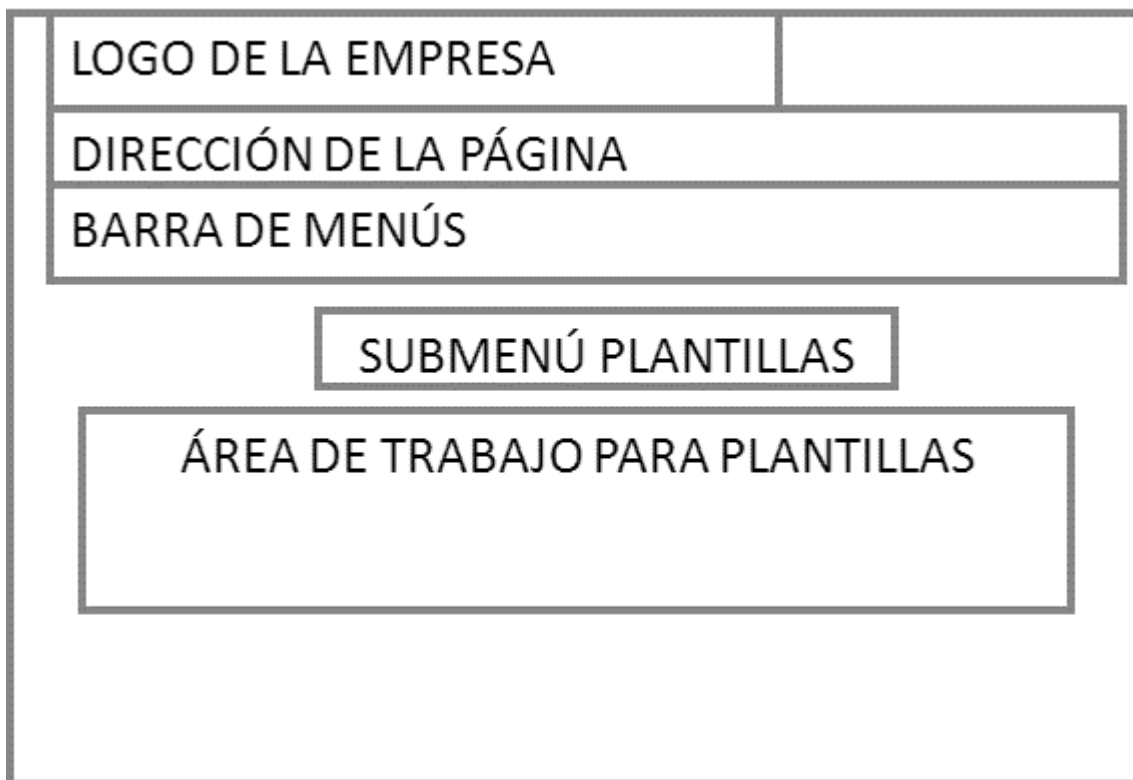 LOGO DE LA EMPRESA
DIRECCIÓN DE LA PÁGINA
BARRA DE MENÚS
SUBMENÚ PLANTILLAS
ÁREA DE TRABAJO PARA PLANTILLAS